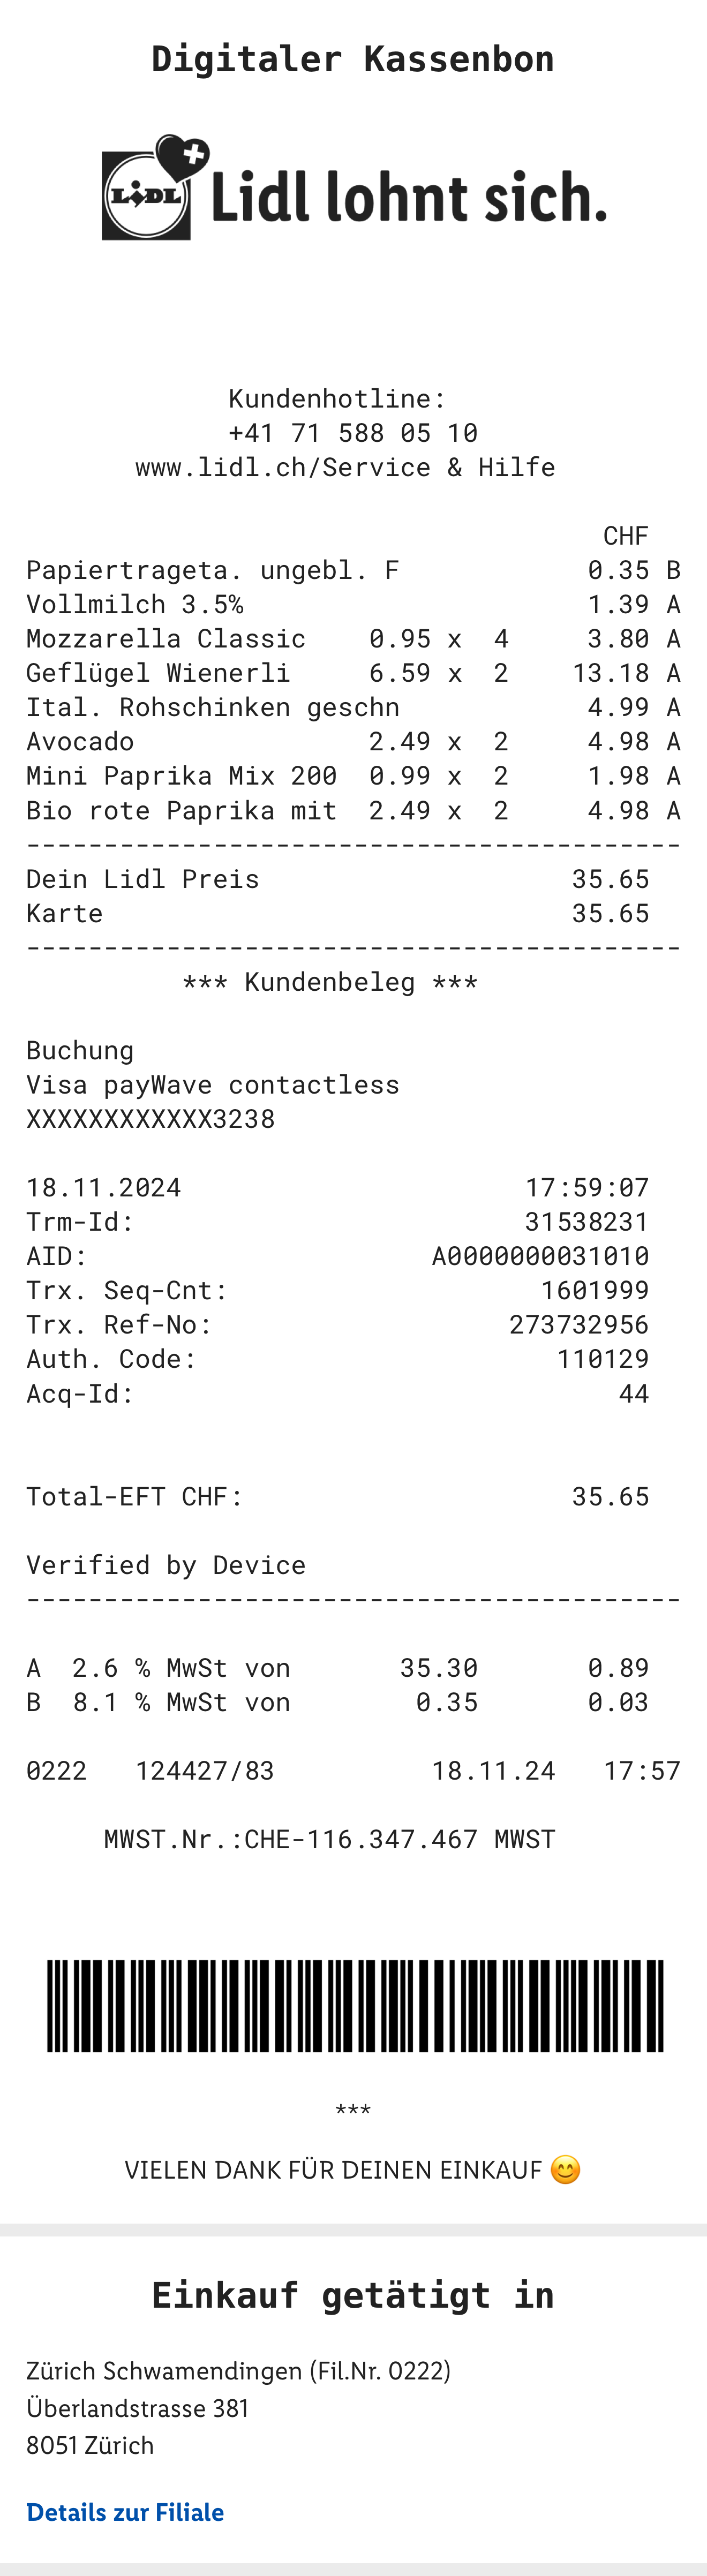 Digitaler Kassenbon
LIDL Lidl lohnt sich.
Kundenhotline:
+41 71 588 05 10
www.lidl.ch/Service & Hilfe
CHF
Papiertrageta. ungebl. F 0.35 B
Vollmilch 3.5% 1.39 A
Mozzarella Classic 0.95 x 4 3.80 A
Geflügel Wienerli 6.59 x 2 13.18 A
Ital. Rohschinken geschn 4.99 A
Avocado 2.49 x 2 4.98 A
Mini Paprika Mix 200 0.99 x 2 1.98 A
Bio rote Paprika mit 2.49 x 2 4.98 A
------------------------------------------
Dein Lidl Preis 35.65
Karte 35.65
------------------------------------------
*** Kundenbeleg ***
Buchung
Visa payWave contactless
XXXXXXXXXXXX3238
18.11.2024 17:59:07
Trm-Id: 31538231
AID: A0000000031010
Trx. Seq-Cnt: 1601999
Trx. Ref-No: 273732956
Auth. Code: 110129
Acq-Id: 44
Total-EFT CHF: 35.65
Verified by Device
------------------------------------------
A 2.6 % MwSt von 35.30 0.89
B 8.1 % MwSt von 0.35 0.03
0222 124427/83 18.11.24 17:57
MWST.Nr.:CHE-116.347.467 MWST
***
VIELEN DANK FÜR DEINEN EINKAUF 😊
Einkauf getätigt in
Zürich Schwamendingen (Fil.Nr. 0222)
Überlandstrasse 381
8051 Zürich
Details zur Filiale